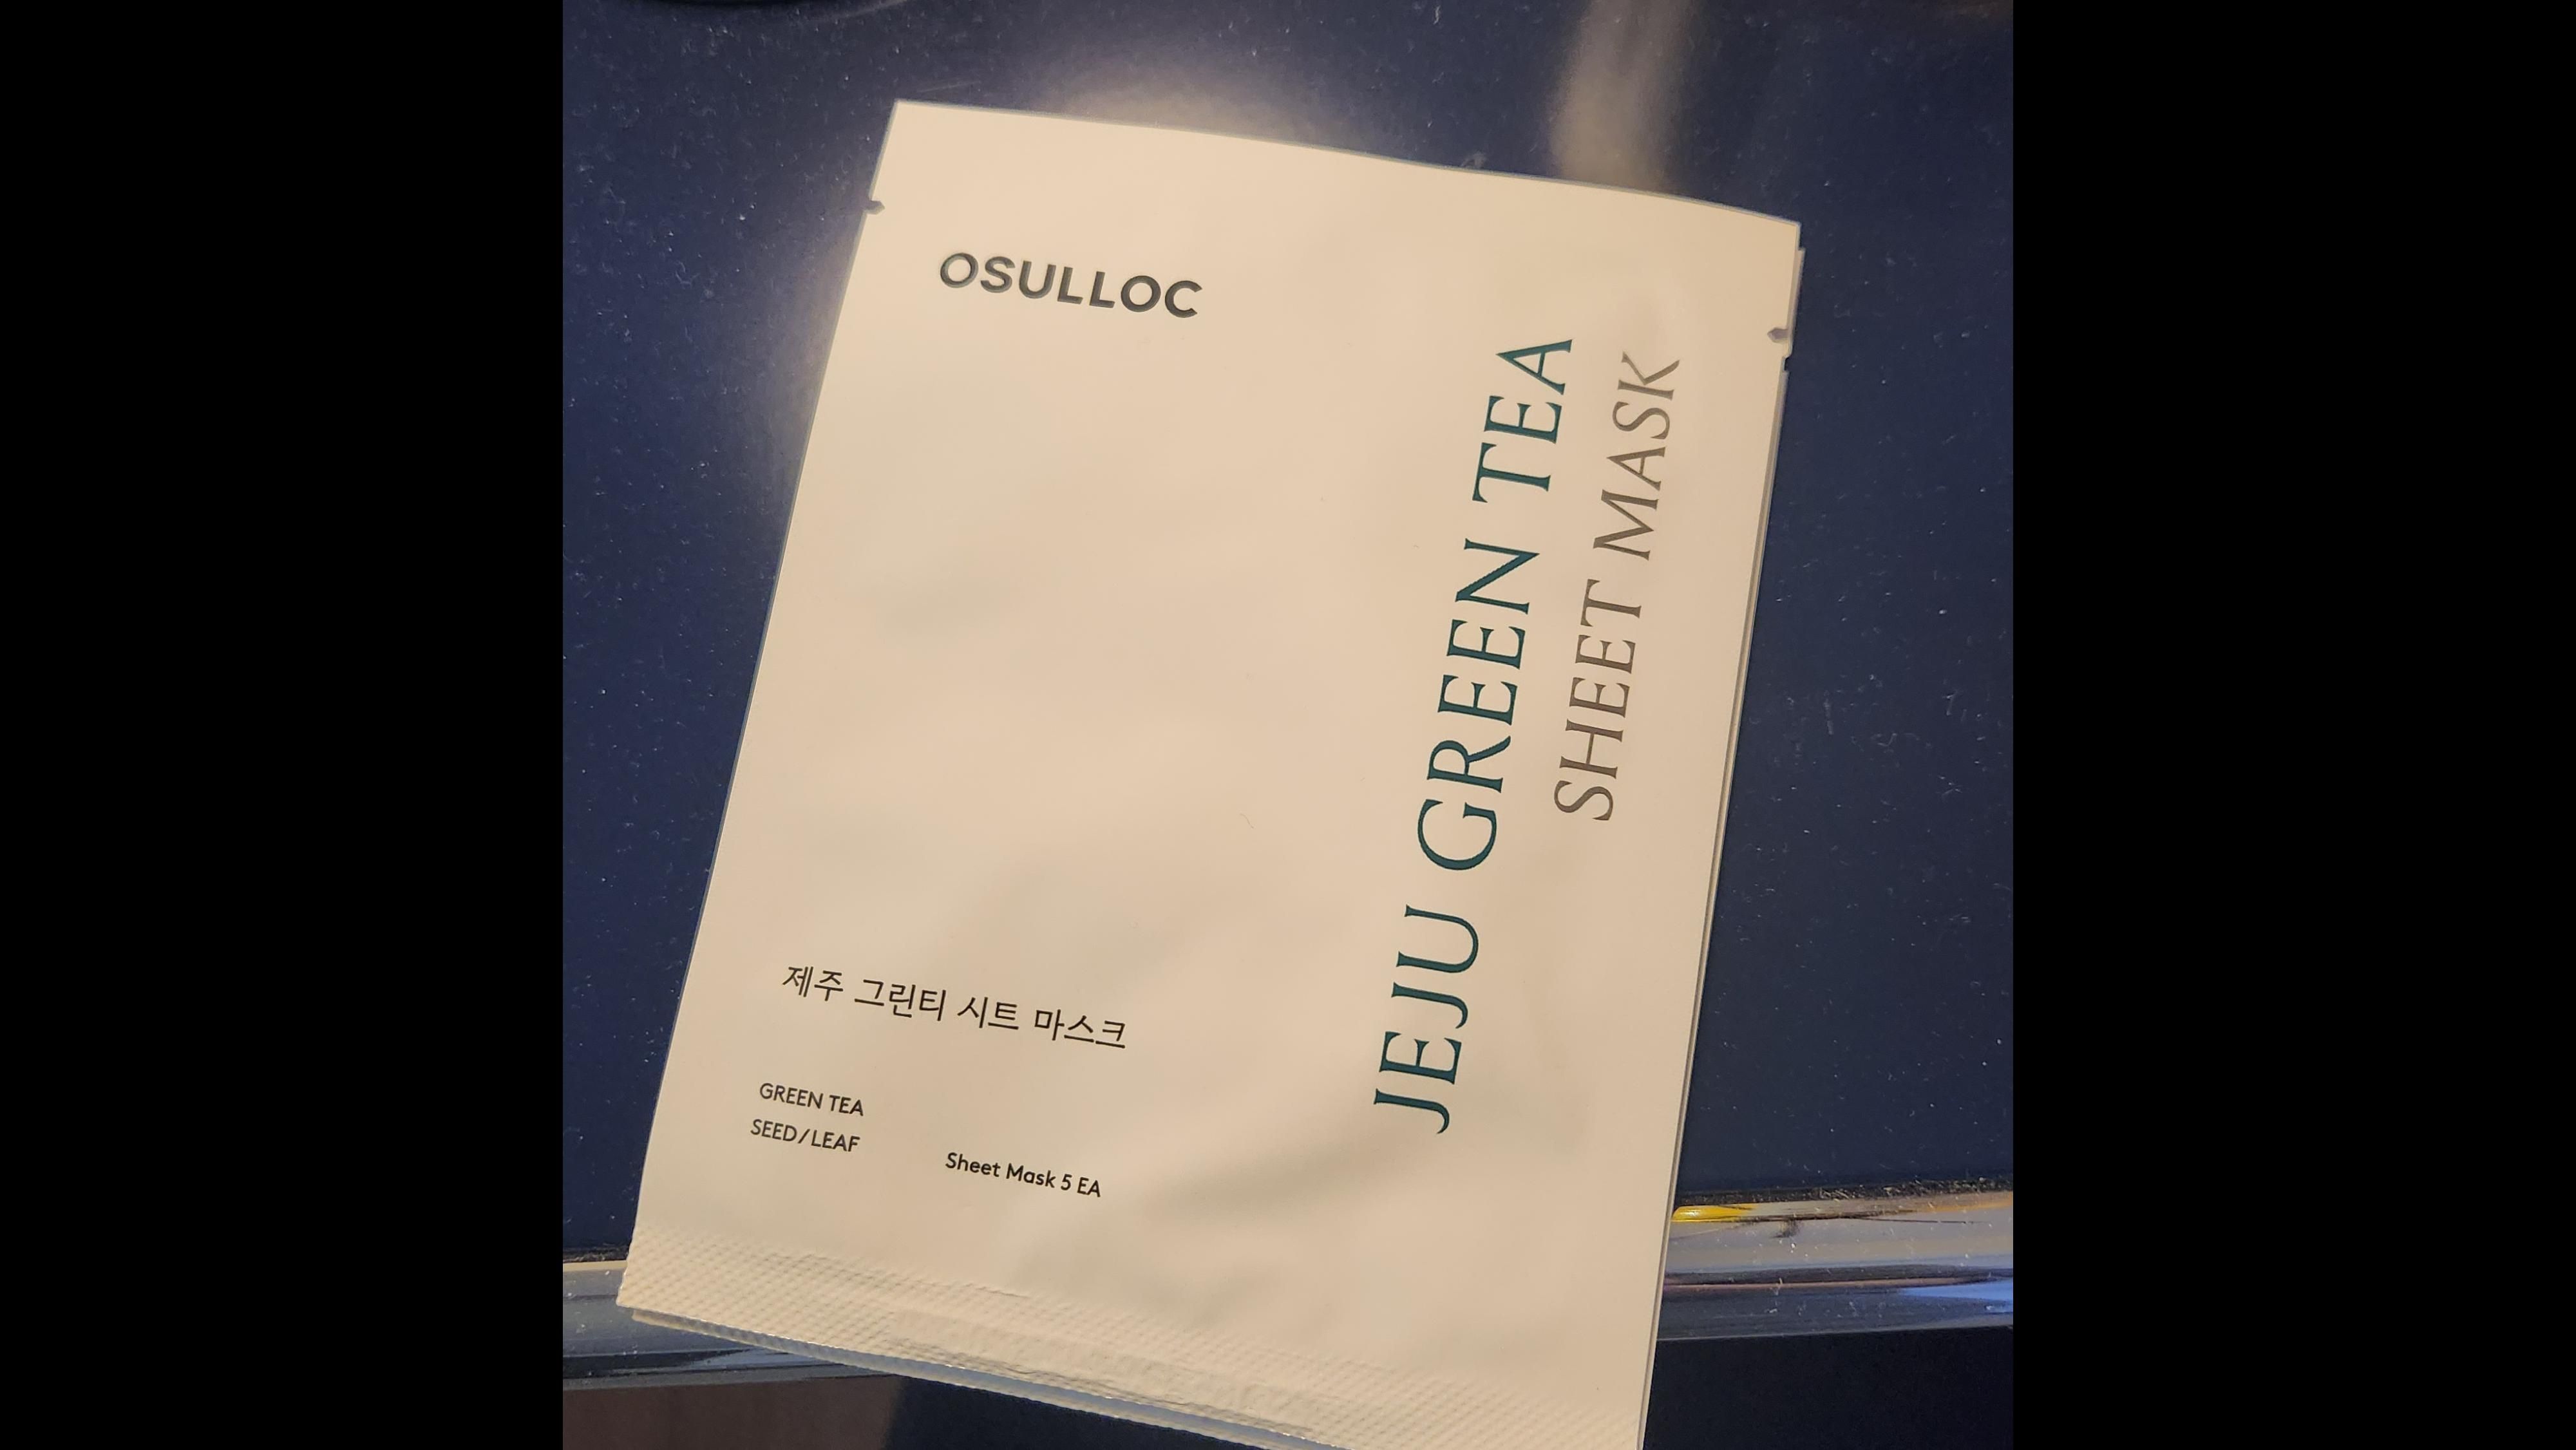 OSULLOC
JEJU GREEN TEA
SHEET MASK
제주 그린티 시트 마스크
GREEN TEA
SEED/LEAF
Sheet Mask 5 EA